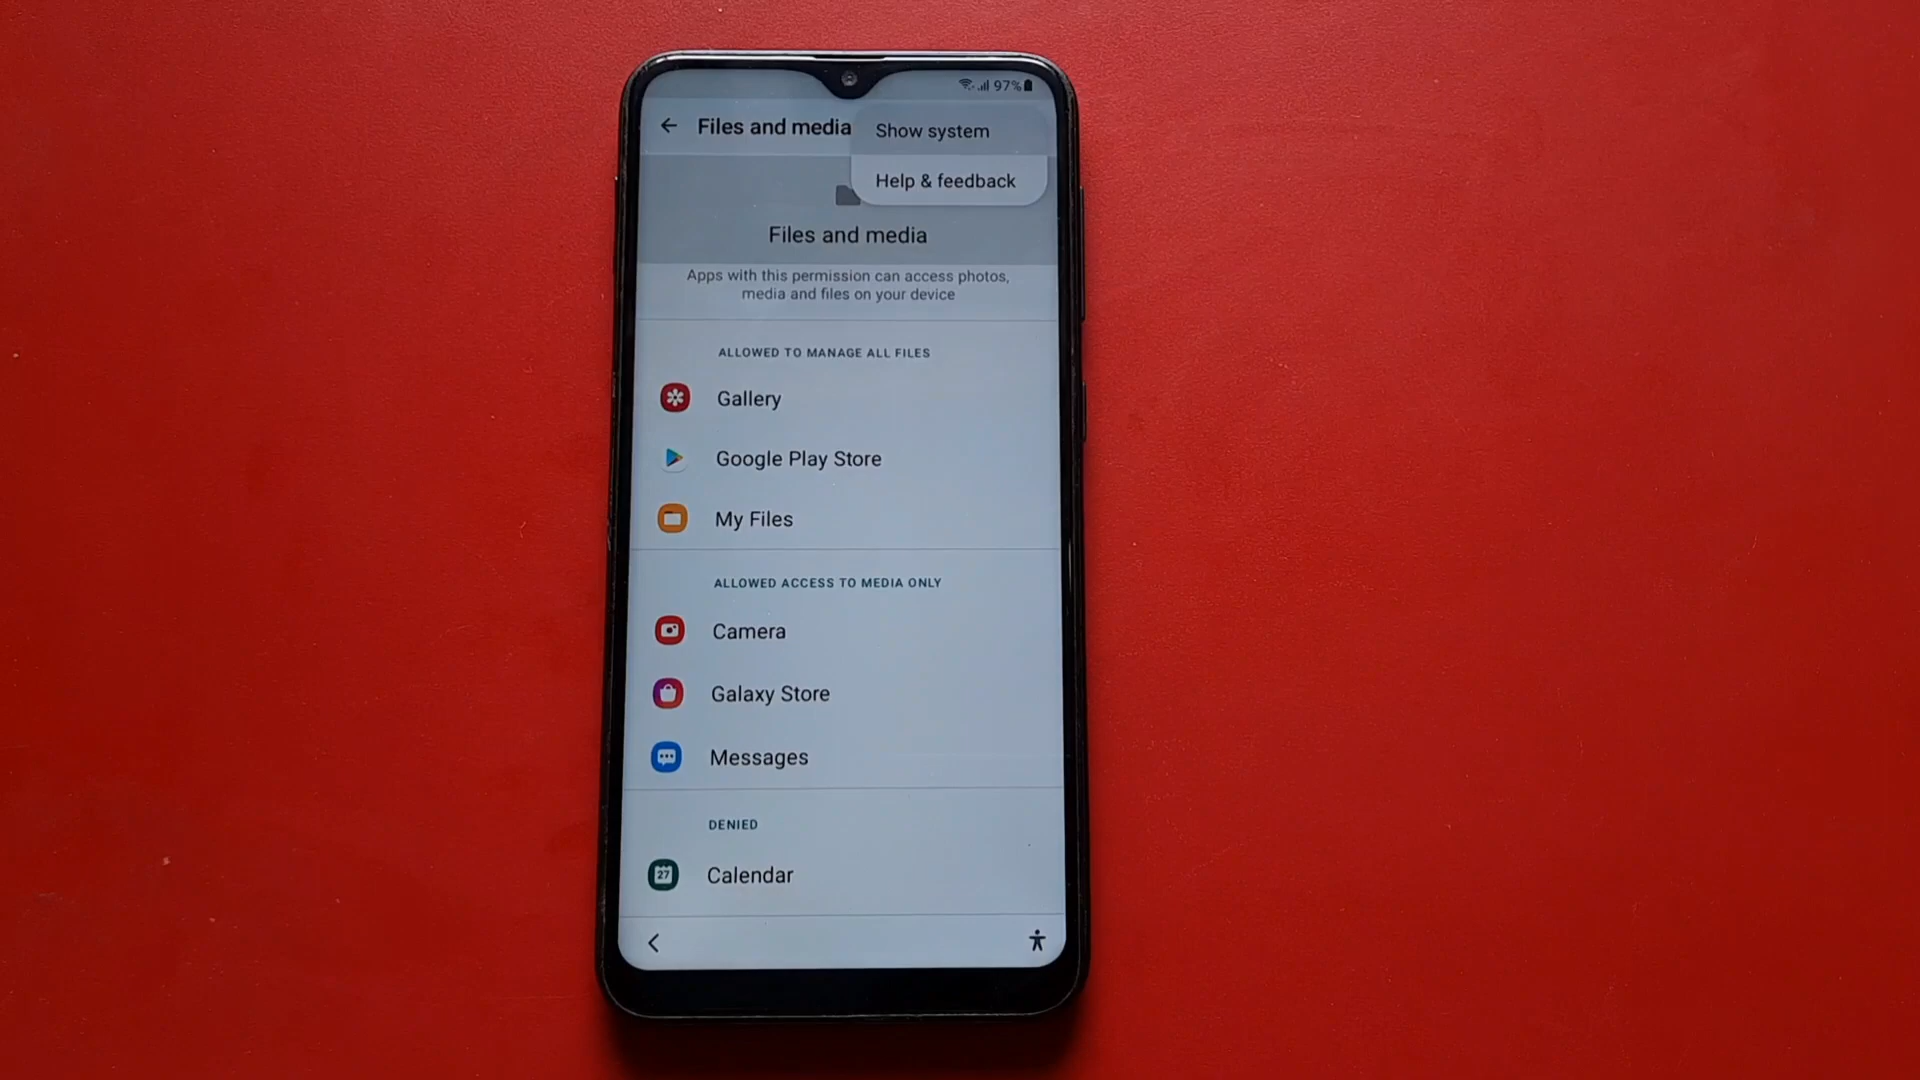 97%
Files and media
Show system
Help & feedback
Files and media
Apps with this permission can access photos,
media and files on your device
ALLOWED TO MANAGE ALL FILES
Gallery
Google Play Store
My Files
ALLOWED ACCESS TO MEDIA ONLY
Camera
Galaxy Store
Messages
DENIED
27
Calendar